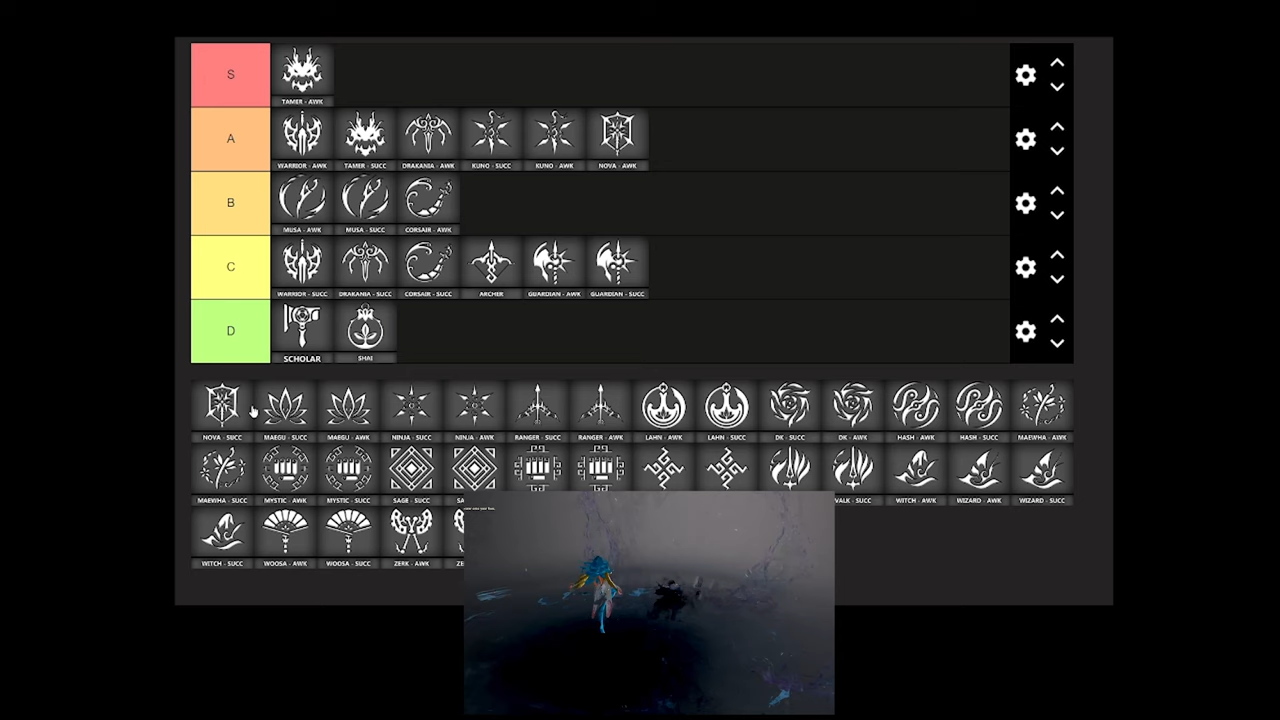 S
TAMER - AWK
A
WARRIOR - AWK TAMER - SUCC DRAKANIA - AWK KUNO - SUCC KUNO - AWK NOVA - AWK
B
MUSA - AWK MUSA - SUCC CORSAIR - AWK
C
WARRIOR - SUCC DRAKANIA - SUCC CORSAIR - SUCC ARCHER GUARDIAN - AWK GUARDIAN - SUCC
D
SCHOLAR SHAI
NOVA - SUCC MAEGU - SUCC MAEGU - AWK NINJA - SUCC NINJA - AWK RANGER - SUCC RANGER - AWK LAHN - AWK LAHN - SUCC DK - SUCC DK - AWK HASH - AWK HASH - SUCC MAEWHA - AWK
MAEWHA - SUCC MYSTIC - AWK MYSTIC - SUCC SAGE - SUCC VALK - SUCC WITCH - AWK WIZARD - AWK WIZARD - SUCC
WITCH - SUCC WOOSA - AWK WOOSA - SUCC ZERK - AWK